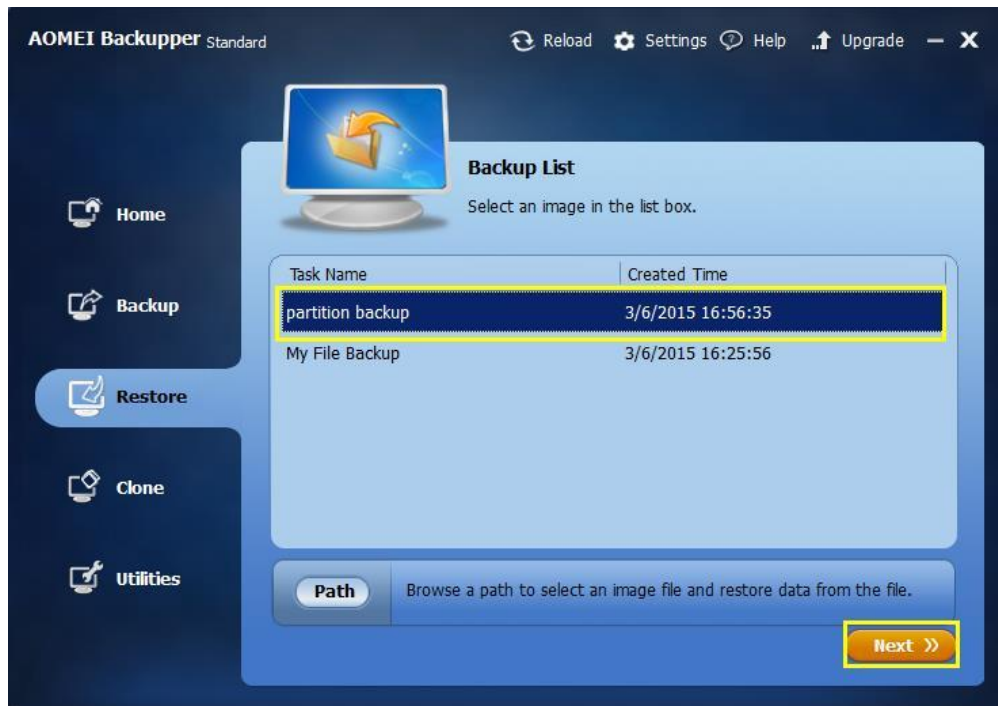 AOMEI Backupper Standard
Reload Settings Help Upgrade
Backup List
Select an image in the list box.
Home
Backup
Restore
Clone
Utilities
Task Name Created Time
partition backup 3/6/2015 16:56:35
My File Backup 3/6/2015 16:25:56
Path Browse a path to select an image file and restore data from the file.
Next